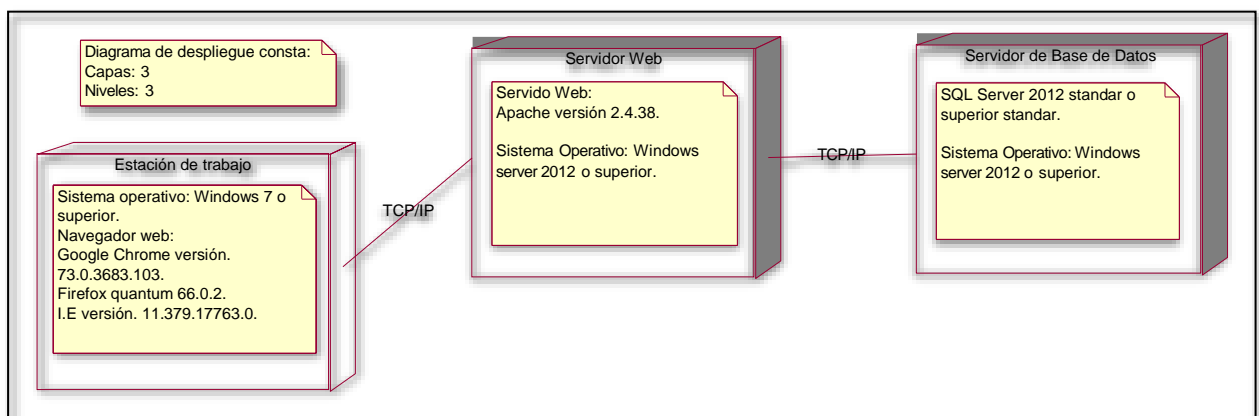 Diagrama de despliegue consta:
Capas: 3
Niveles: 3
Estación de trabajo
Sistema operativo: Windows 7 o
superior.
Navegador web:
Google Chrome versión.
73.0.3683.103.
Firefox quantum 66.0.2.
I.E versión. 11.379.17763.0.
TCP/IP
Servidor Web
Servido Web:
Apache versión 2.4.38.
Sistema Operativo: Windows
server 2012 o superior.
TCP/IP
Servidor de Base de Datos
SQL Server 2012 standar o
superior standar.
Sistema Operativo: Windows
server 2012 o superior.